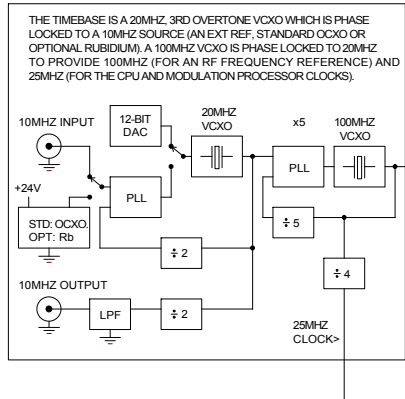 THE TIMEBASE IS A 20MHZ, 3RD OVERTONE VCXO WHICH IS PHASE
LOCKED TO A 10MHZ SOURCE (AN EXT REF, STANDARD OCXO OR
OPTIONAL RUBIDIUM). A 100MHZ VCXO IS PHASE LOCKED TO 20MHZ
TO PROVIDE 100MHZ (FOR AN RF FREQUENCY REFERENCE) AND
25MHZ (FOR THE CPU AND MODULATION PROCESSOR CLOCKS).
10MHZ INPUT
12-BIT
DAC
20MHZ
VCXO
x5
100MHZ
VCXO
+24V
PLL
PLL
STD: OCXO.
OPT: Rb
÷ 5
÷ 2
÷ 4
10MHZ OUTPUT
LPF
÷ 2
25MHZ
CLOCK>